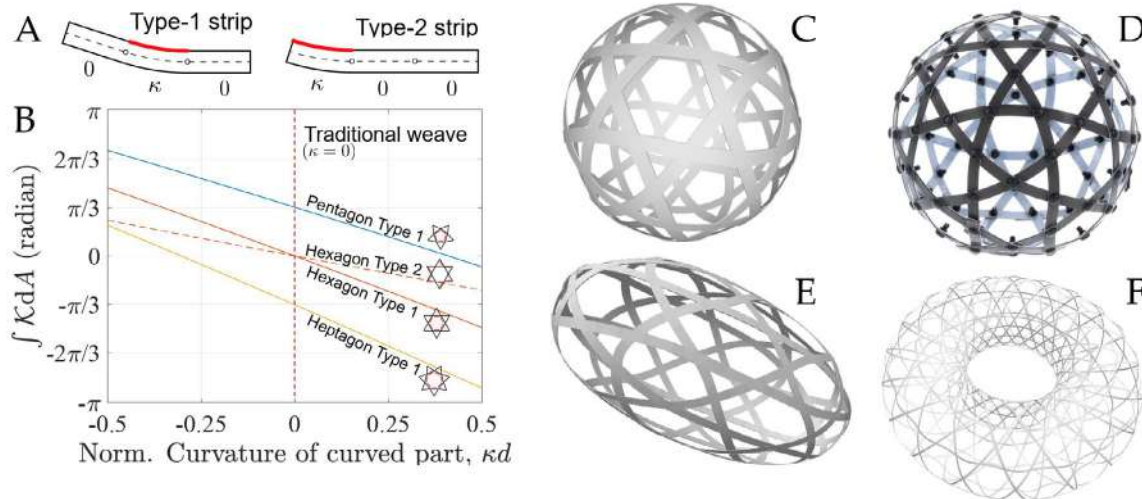 A
Type-1 strip
0
κ
0
Type-2 strip
κ
0
0
B
∫ KdA (radian)
π
2π/3
π/3
0
-π/3
-2π/3
-π
Traditional weave
(κ = 0)
Pentagon Type 1
Hexagon Type 2
Hexagon Type 1
Heptagon Type 1
-0.5
-0.25
0
0.25
0.5
Norm. Curvature of curved part, κd
C
D
E
F